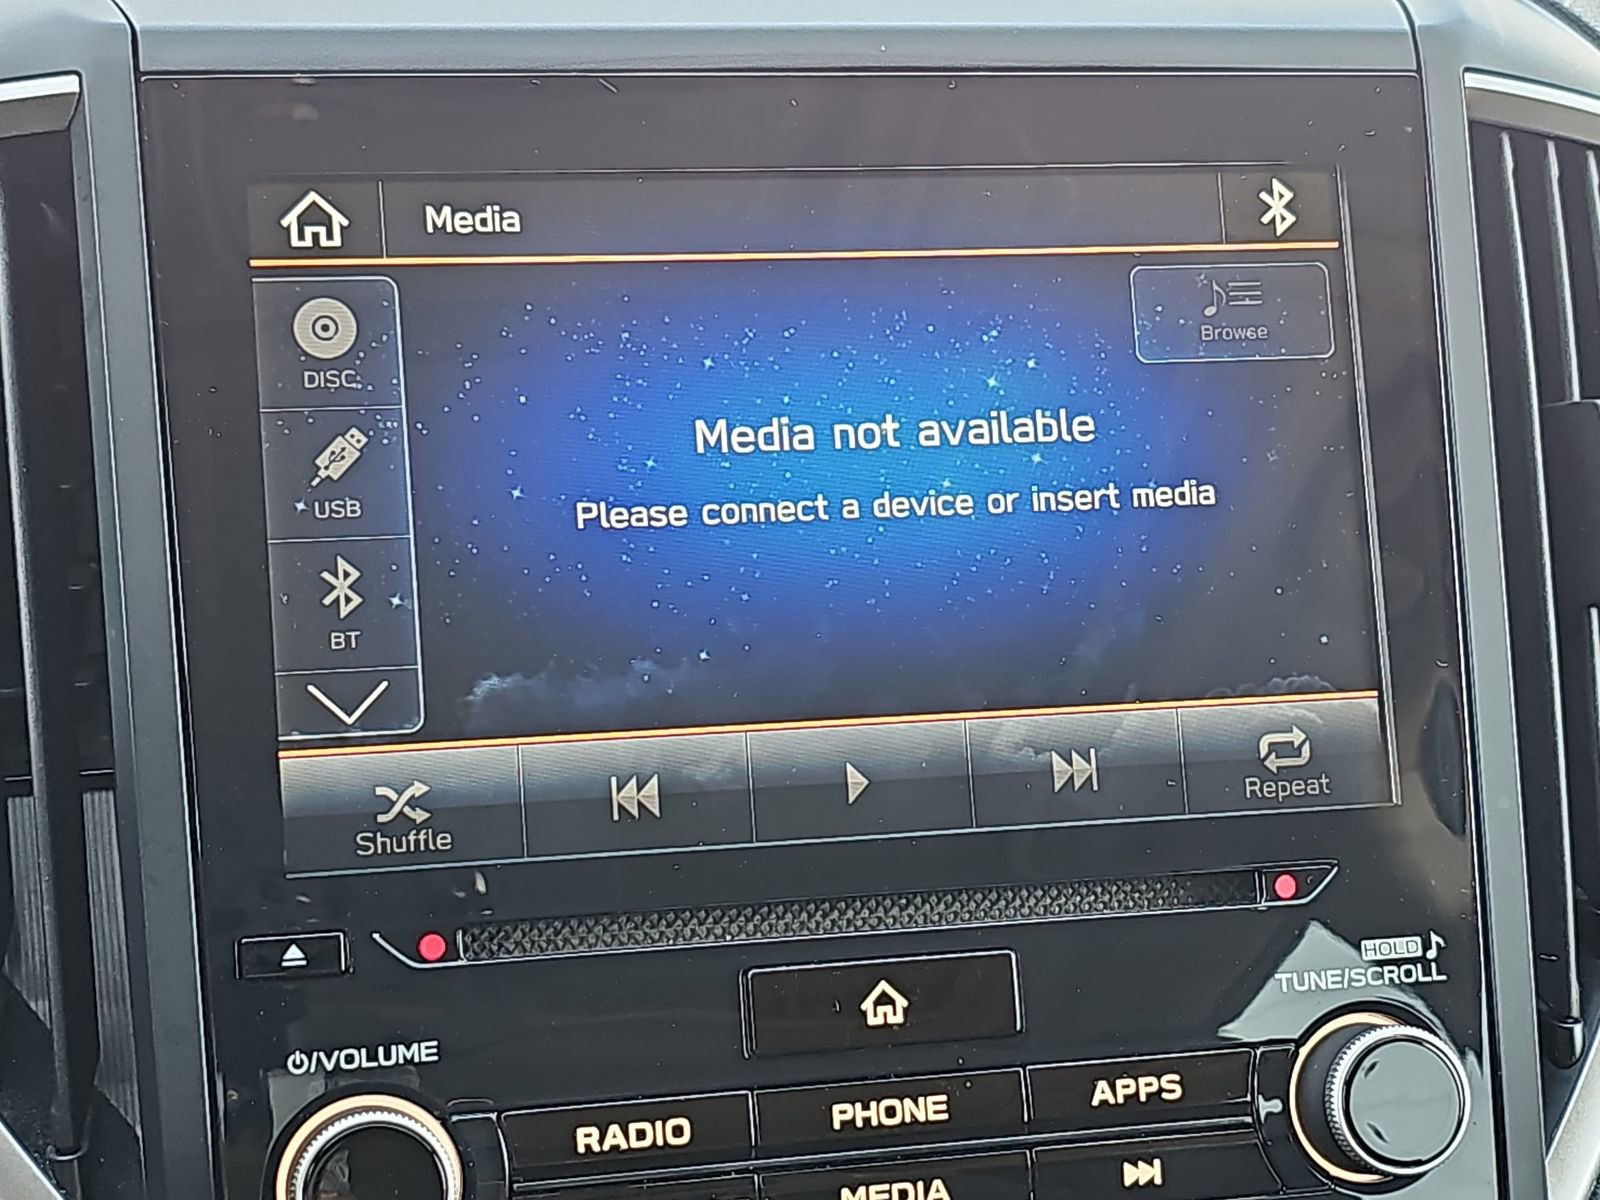 Media
Browse
DISC
USB
BT
Media not available
Please connect a device or insert media
Shuffle
Repeat
HOLD
TUNE/SCROLL
/VOLUME
RADIO
PHONE
APPS
MEDIA